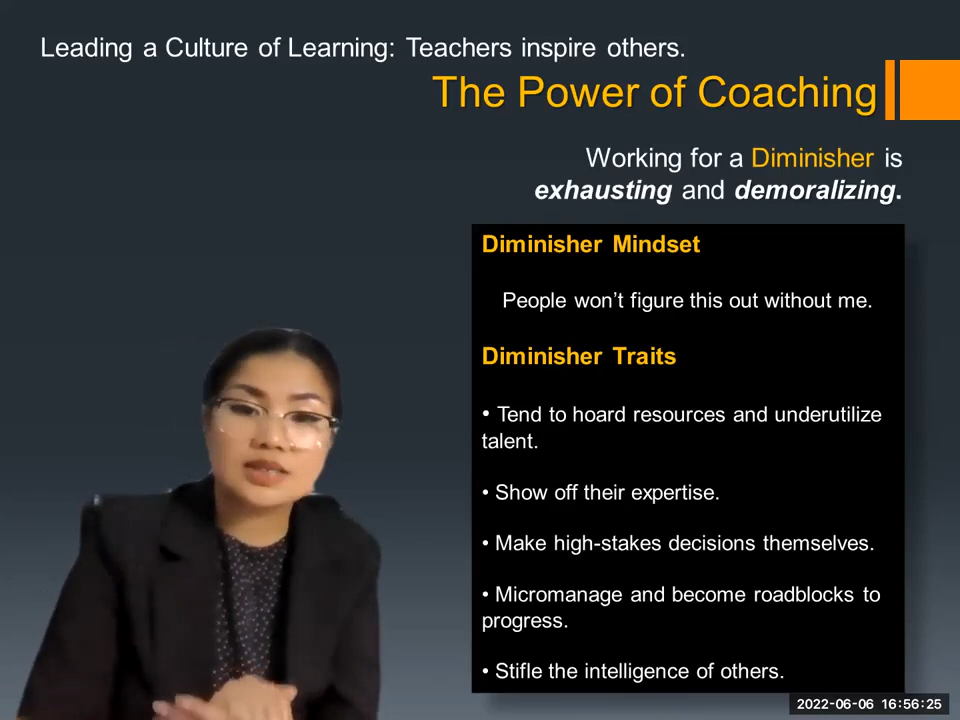 Leading a Culture of Learning: Teachers inspire others.
The Power of Coaching
Working for a Diminisher is
exhausting and demoralizing.
Diminisher Mindset
People won’t figure this out without me.
Diminisher Traits
• Tend to hoard resources and underutilize
talent.
• Show off their expertise.
• Make high-stakes decisions themselves.
• Micromanage and become roadblocks to
progress.
• Stifle the intelligence of others.
2022-06-06 16:56:25